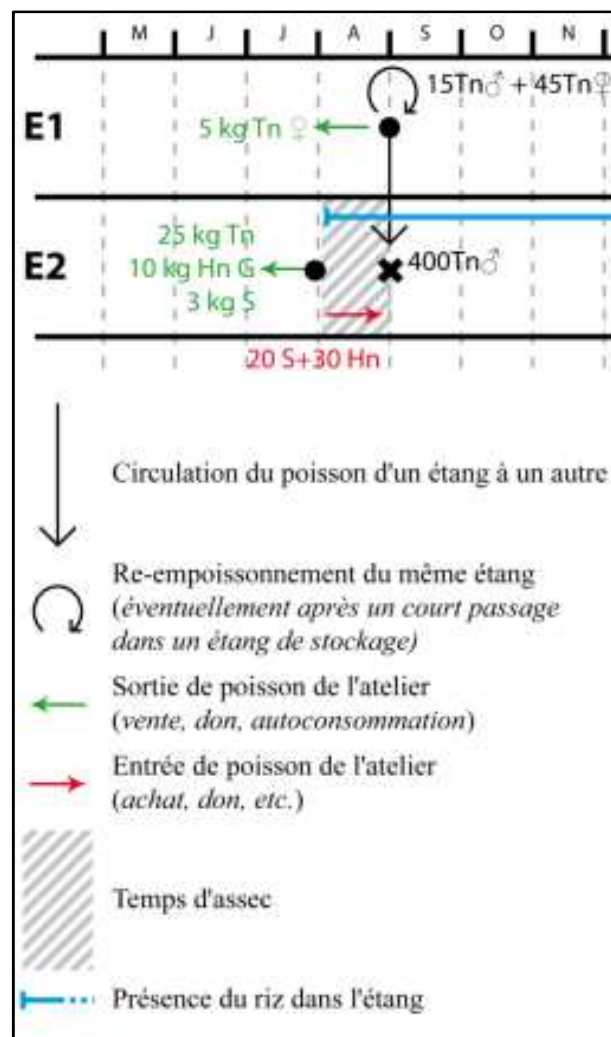 M J J A S O N
15Tn♂ + 45Tn♀
E1
5 kg Tn ♀
25 kg Tn
E2
10 kg Hn G
400Tn♂
3 kg S
20 S+30 Hn
Circulation du poisson d'un étang à un autre
Re-empoissonnement du même étang
(éventuellement après un court passage
dans un étang de stockage)
Sortie de poisson de l'atelier
(vente, don, autoconsommation)
Entrée de poisson de l'atelier
(achat, don, etc.)
Temps d'assec
Présence du riz dans l'étang